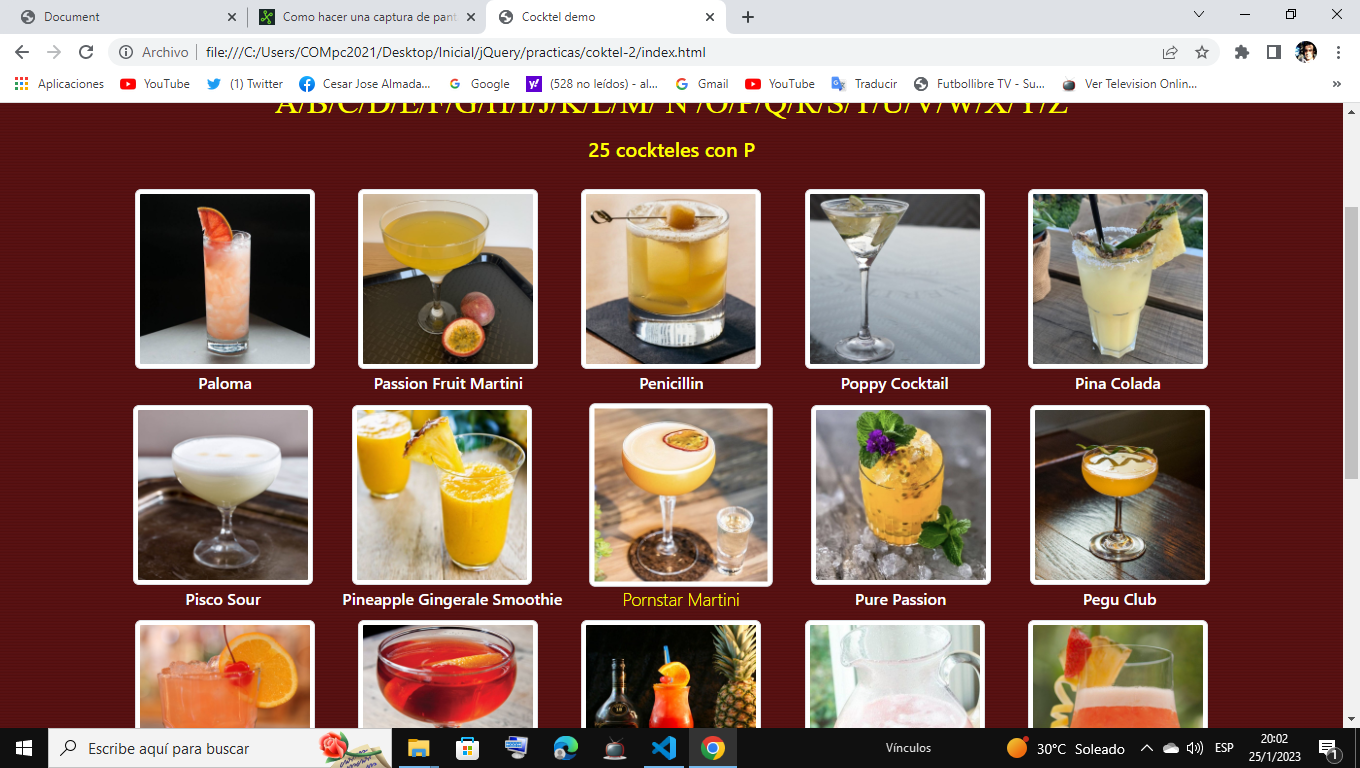 Document
Como hacer una captura de pant
Cocktel demo
Archivo
file:///C:/Users/COMpc2021/Desktop/Inicial/jQuery/practicas/coktel-2/index.html
Aplicaciones
YouTube
(1) Twitter
Cesar Jose Almada...
Google
(528 no leídos) - al...
Gmail
YouTube
Traducir
Futbollibre TV - Su...
Ver Television Onlin...
A/B/C/D/E/F/G/H/I/J/K/L/M/ N /O/P/Q/R/S/T/U/V/W/X/Y/Z
25 cockteles con P
Paloma
Passion Fruit Martini
Penicillin
Poppy Cocktail
Pina Colada
Pisco Sour
Pineapple Gingerale Smoothie
Pornstar Martini
Pure Passion
Pegu Club
Escribe aquí para buscar
Vínculos
30°C Soleado
ESP
20:02
25/1/2023
1